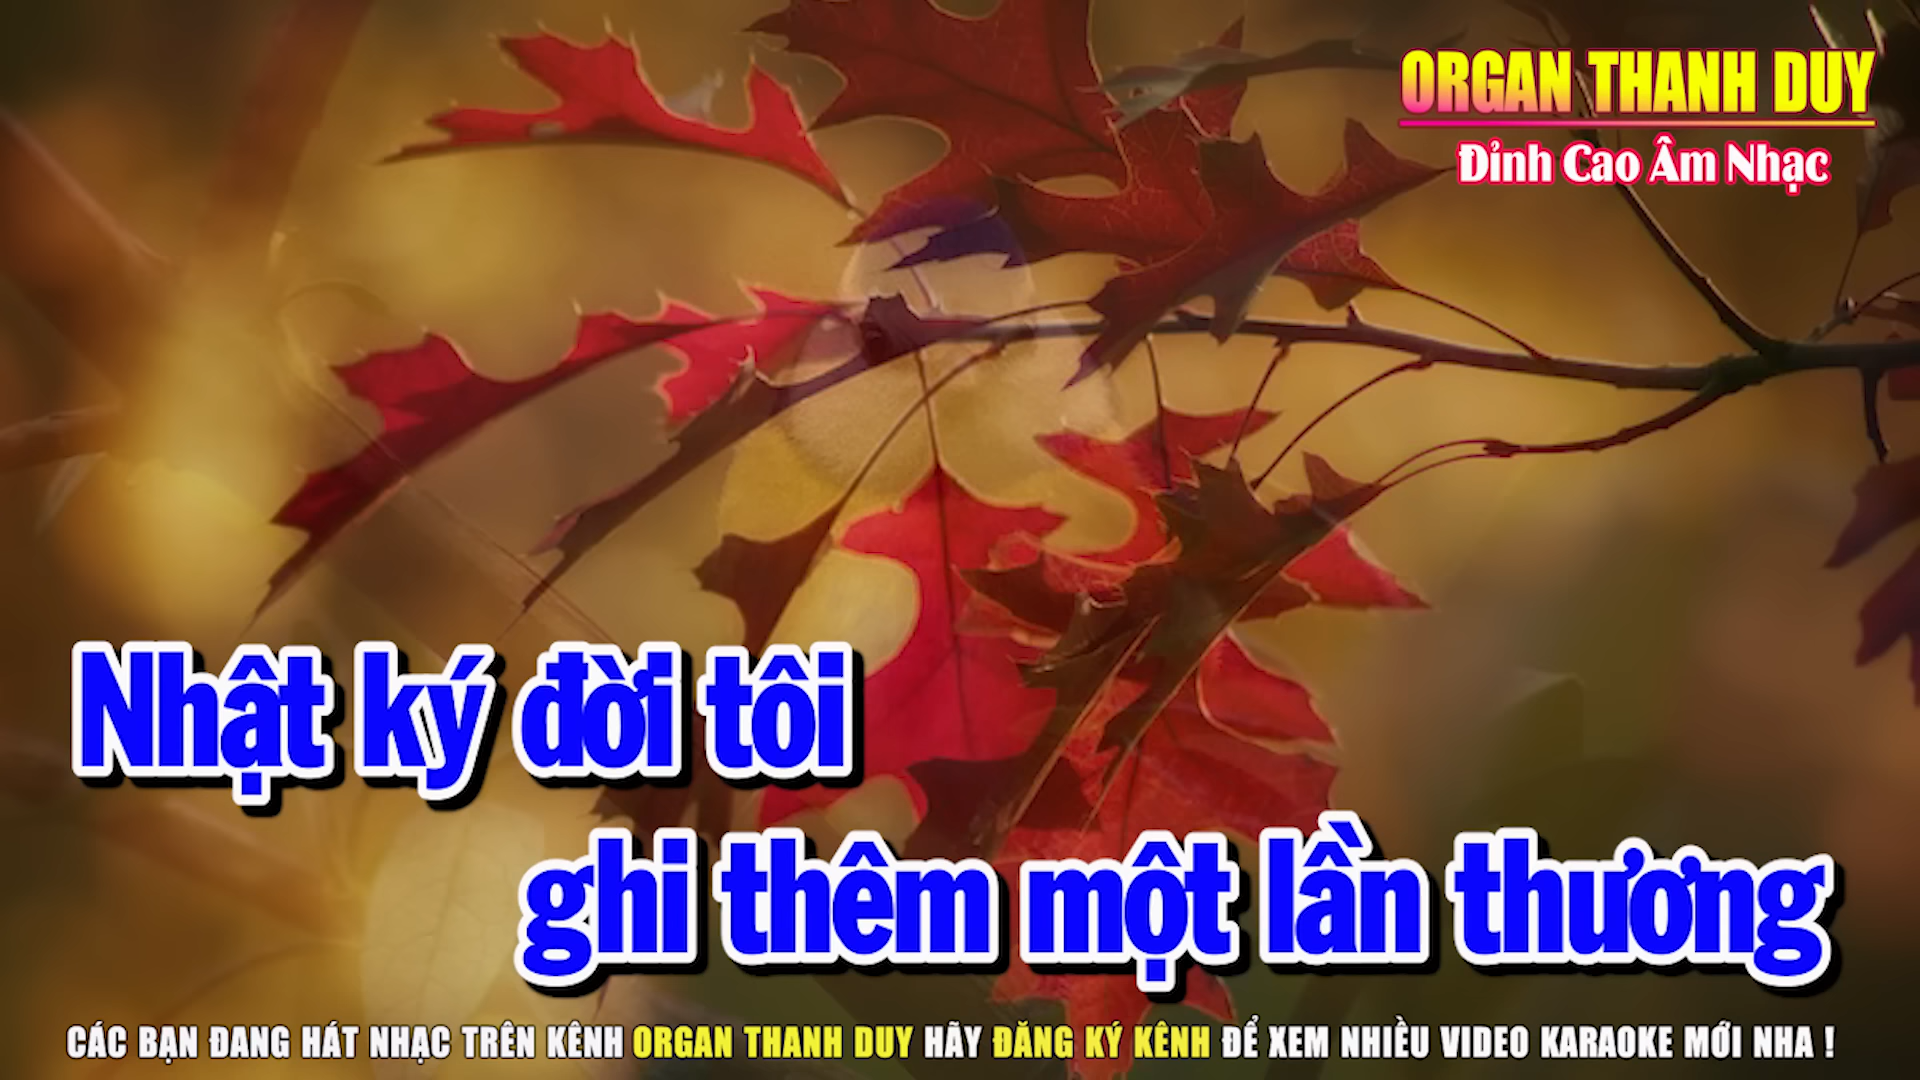 ORGAN THANH DUY
Đỉnh Cao Âm Nhạc
Nhật ký đời tôi
ghi thêm một lần thương
CÁC BẠN ĐANG HÁT NHẠC TRÊN KÊNH ORGAN THANH DUY HÃY ĐĂNG KÝ KÊNH ĐỂ XEM NHIỀU VIDEO KARAOKE MỚI NHA !